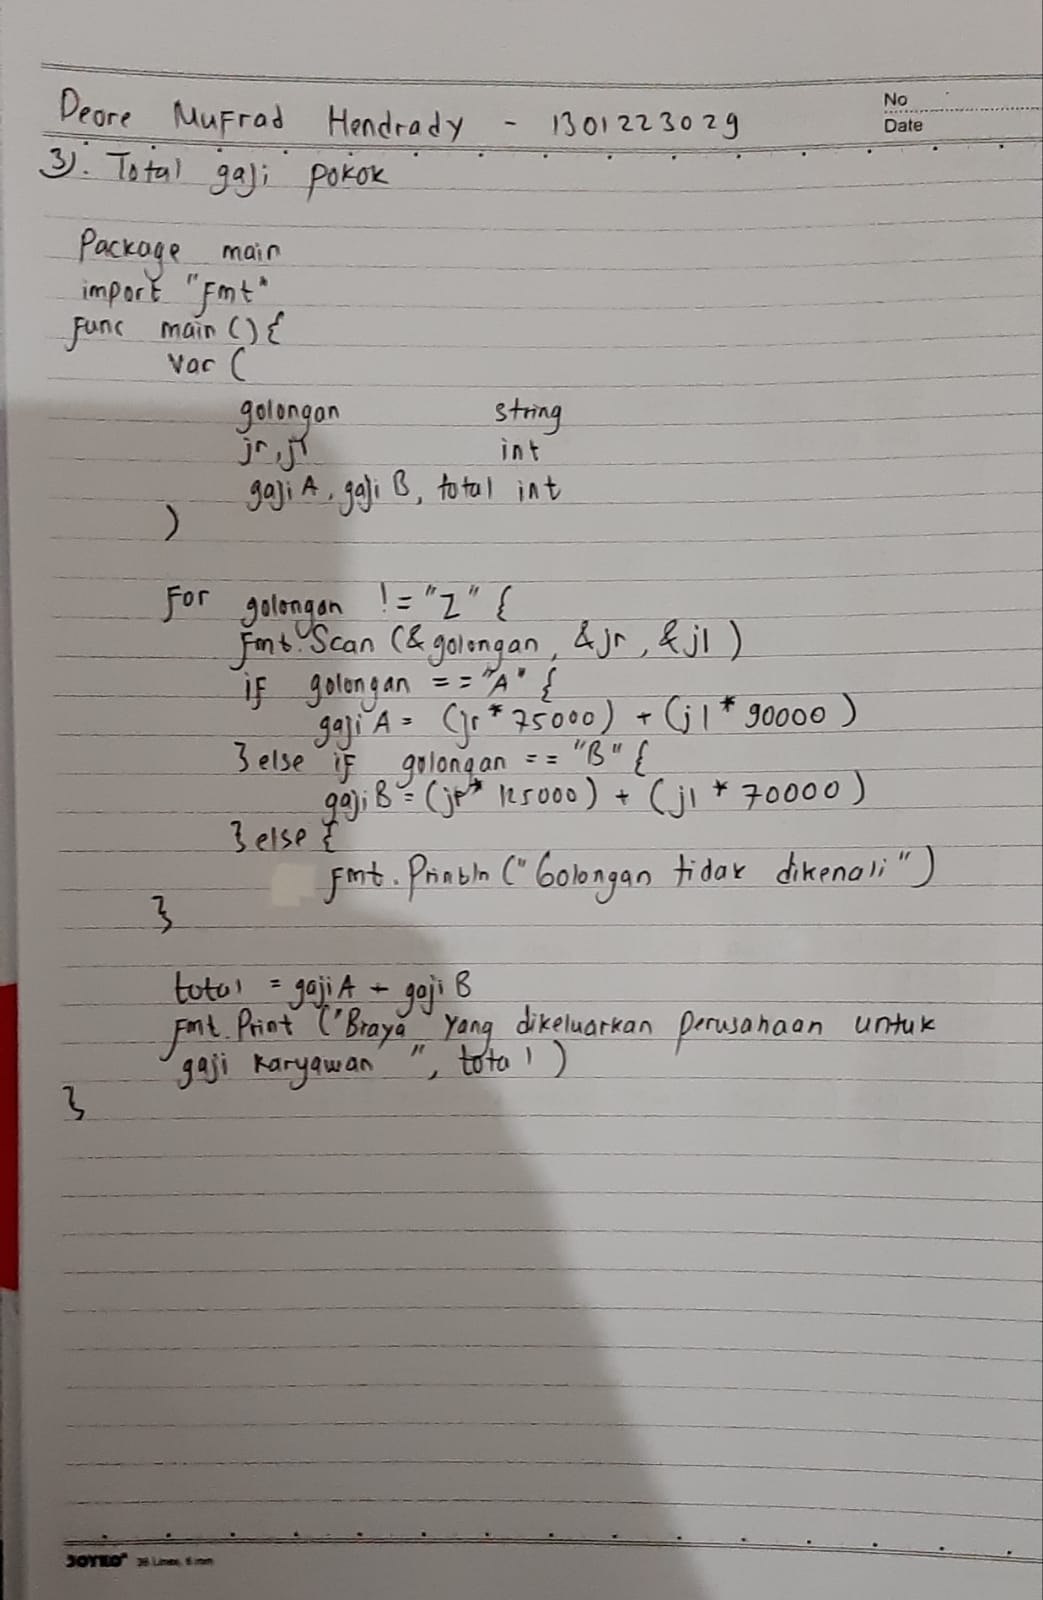 No
Date
Deore Mufrad Hendrady - 1301223029
3). Total gaji pokok
Package main
import "fmt"
func main () {
var (
golongan string
jr, jl int
gaji A, gaji B, total int
)
for golongan != "Z" {
fmt. Scan (& golongan, & jr, & jl )
if golongan == "A" {
gaji A = (jr * 75000) + (jl * 90000 )
} else if golongan == "B" {
gaji B = (jr * 125000) + (jl * 70000 )
} else {
fmt. Println (" Golongan tidak dikenali ")
}
total = gaji A + gaji B
fmt. Print ("Braya yang dikeluarkan perusahaan untuk
gaji karyawan ", total )
}
JOYKO 36 Lines, 6 mm